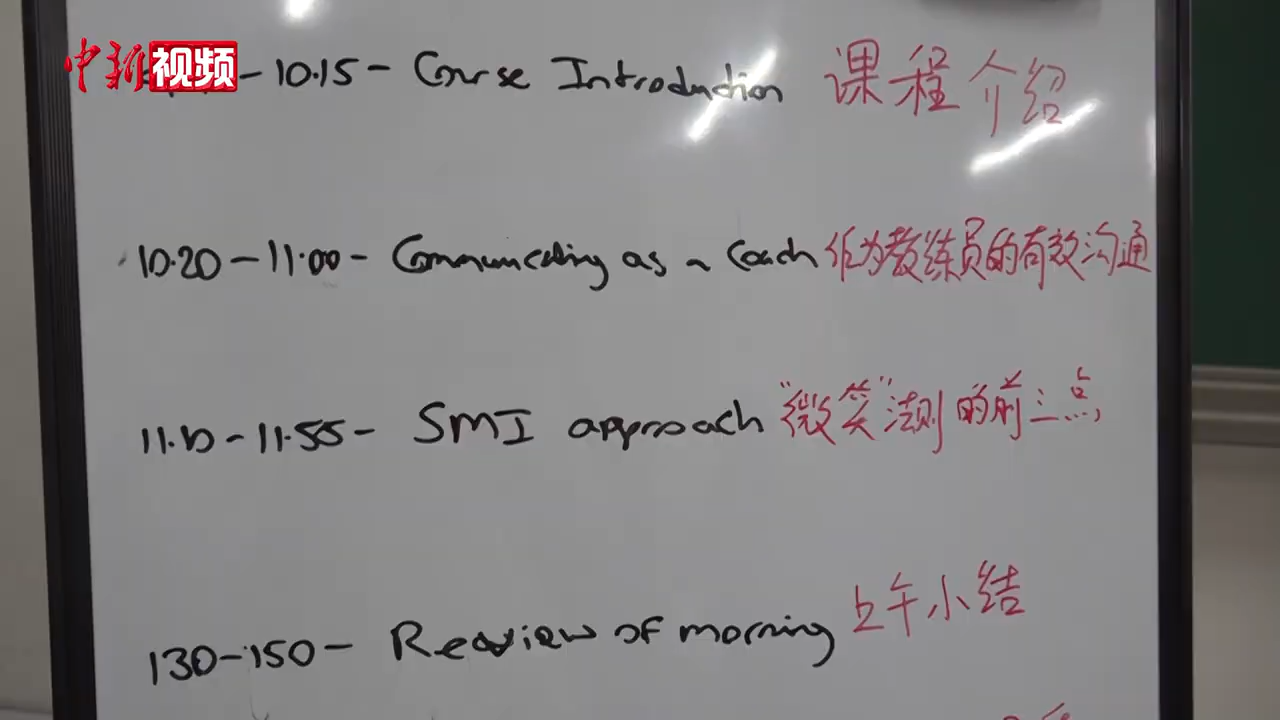 中新视频
-10.15- Course Introduction 课程介绍
10.20-11.00- Communicating as a Coach 作为教练员的有效沟通
11.10-11.55- SMI approach "微笑"法则的前三点
130-150- Review of morning 上午小结